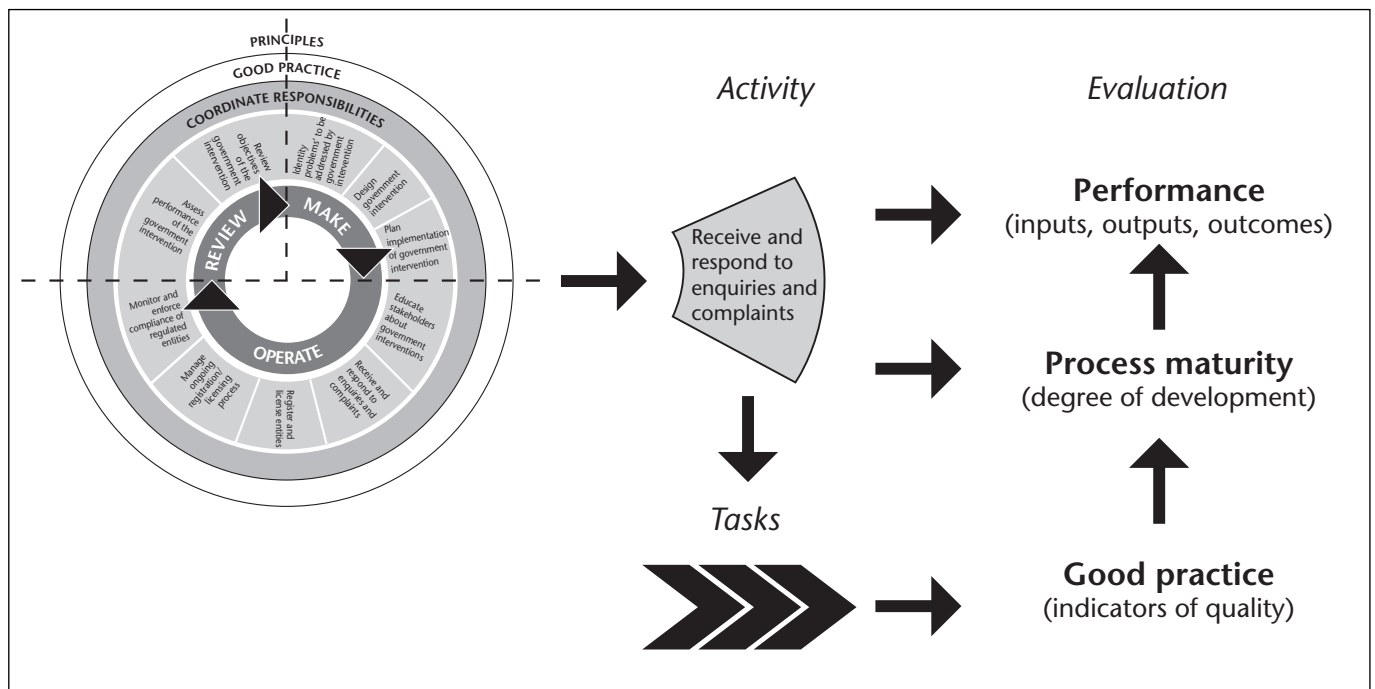 PRINCIPLES
GOOD PRACTICE
COORDINATE RESPONSIBILITIES
Identity
problems' to be
addressed by
government
intervention
Design
government
intervention
Plan
implementation
of government
intervention
Educate
stakeholders
about
government
interventions
Receive and
respond to
enquiries and
complaints
Register and
license entities
Manage
ongoing
registration/
licensing
process
Monitor and
enforce
compliance of
regulated
entities
Assess
performance
of the
government
intervention
Review
objectives
of the
government
intervention
MAKE
OPERATE
REVIEW
Activity
Receive and
respond to
enquiries and
complaints
Tasks
Evaluation
Performance
(inputs, outputs, outcomes)
Process maturity
(degree of development)
Good practice
(indicators of quality)